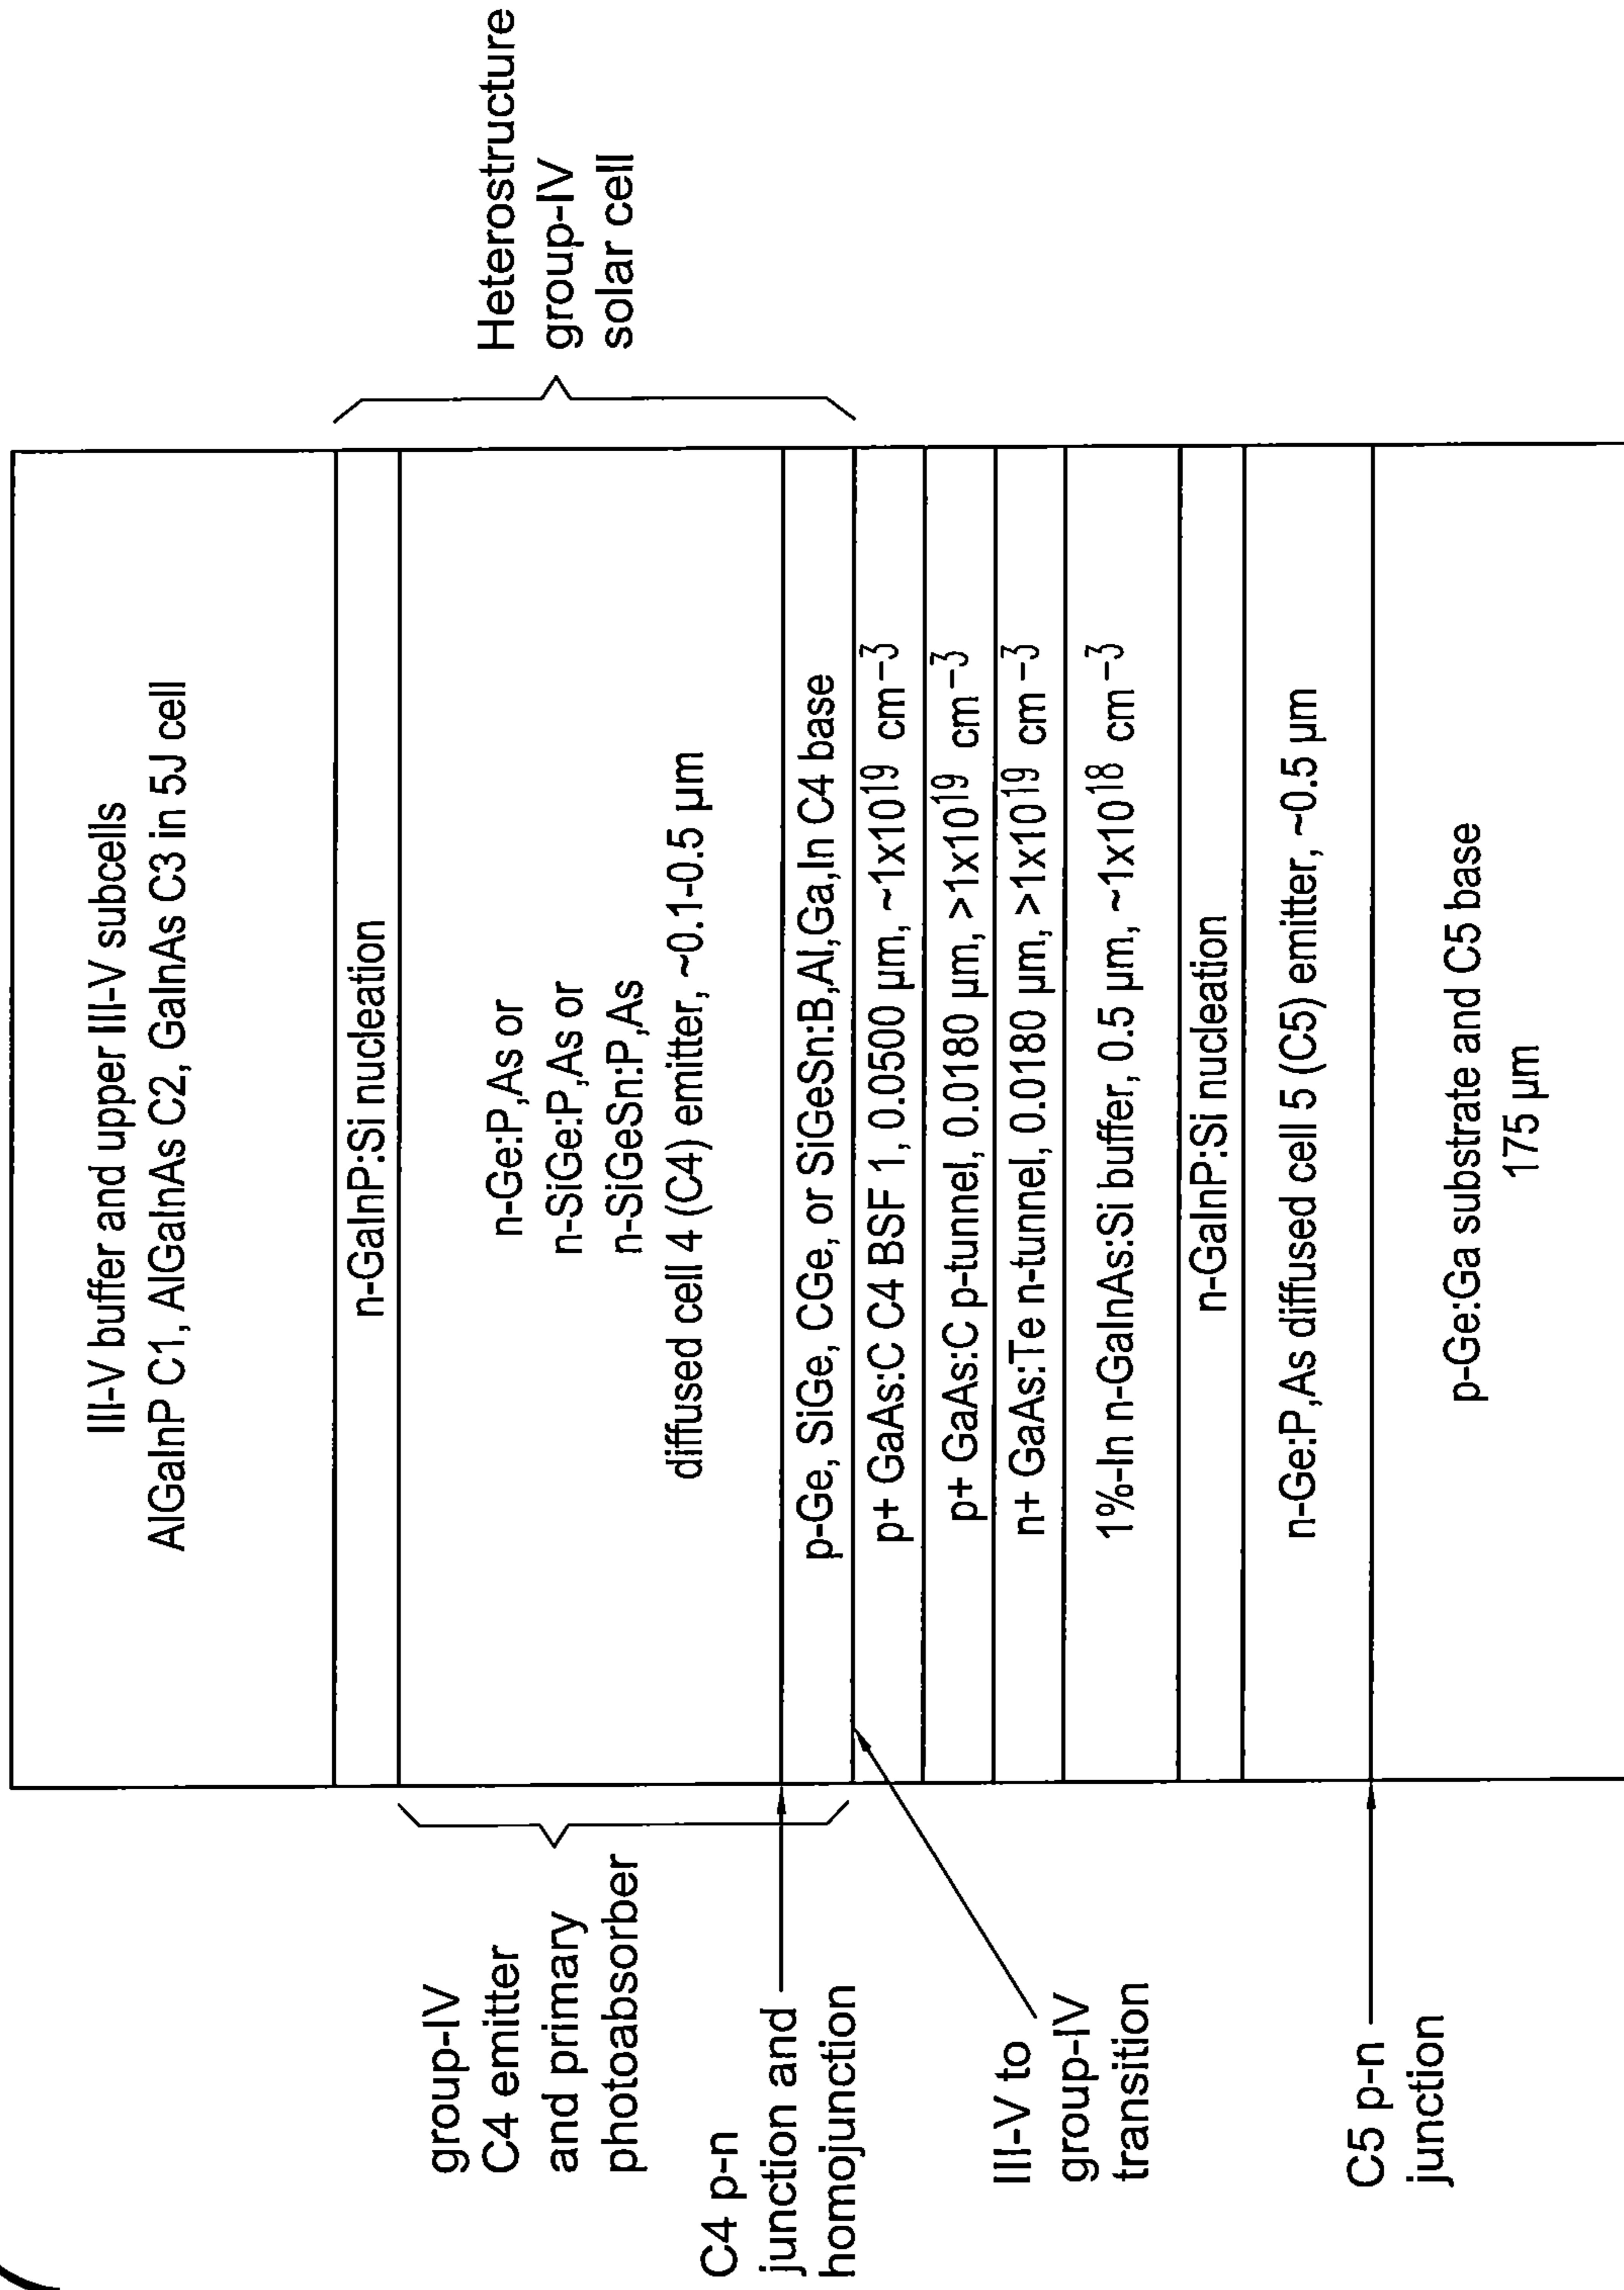 III-V buffer and upper III-V subcells
AlGaInP C1, AlGaInAs C2, GaInAs C3 in 5J cell
n-GaInP:Si nucleation
n-Ge:P,As or
n-SiGe:P,As or
n-SiGeSn:P,As
diffused cell 4 (C4) emitter, ~0.1-0.5 µm
p-Ge, SiGe, CGe, or SiGeSn:B,Al,Ga,In C4 base
p+ GaAs:C C4 BSF 1, 0.0500 µm, ~1x10¹⁹ cm⁻³
p+ GaAs:C p-tunnel, 0.0180 µm, >1x10¹⁹ cm⁻³
n+ GaAs:Te n-tunnel, 0.0180 µm, >1x10¹⁹ cm⁻³
1%-In n-GaInAs:Si buffer, 0.5 µm, ~1x10¹⁸ cm⁻³
n-GaInP:Si nucleation
n-Ge:P,As diffused cell 5 (C5) emitter, ~0.5 µm
p-Ge:Ga substrate and C5 base
175 µm
Heterostructure
group-IV
solar cell
group-IV
C4 emitter
and primary
photoabsorber
C4 p-n
junction and
homojunction
III-V to
group-IV
transition
C5 p-n
junction